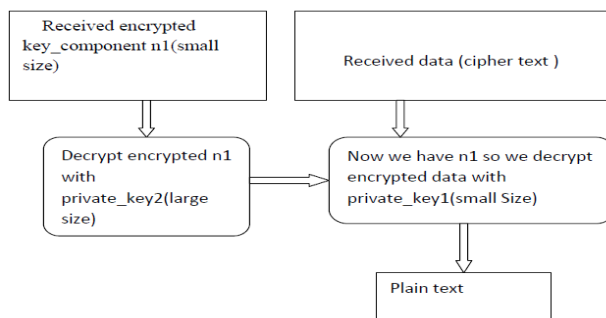 Received encrypted
key_component n1(small
size)
Received data (cipher text )
Decrypt encrypted n1
with
private_key2(large
size)
Now we have n1 so we decrypt
encrypted data with
private_key1(small Size)
Plain text